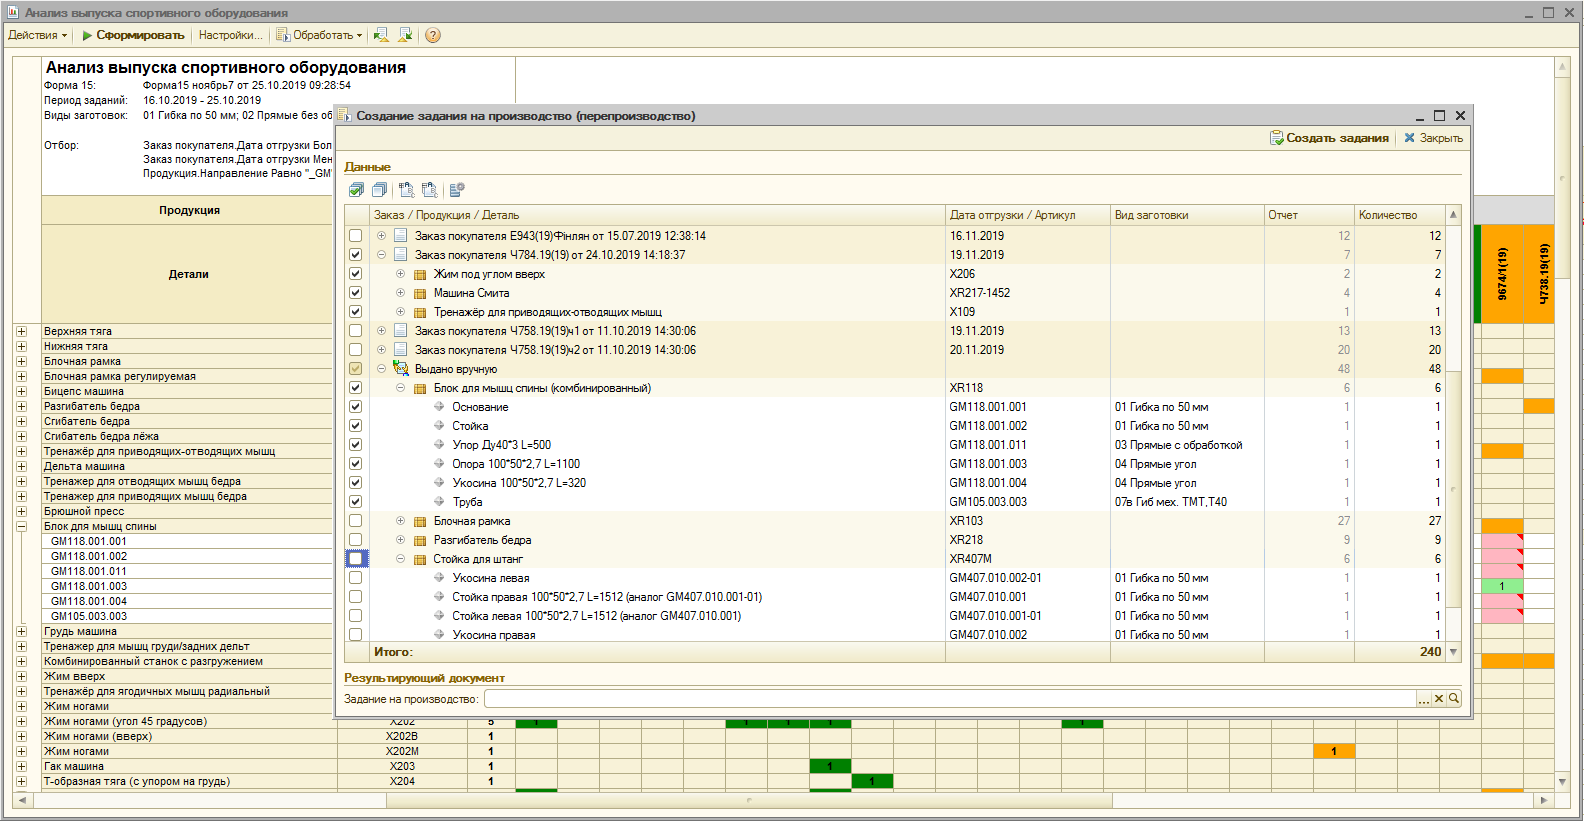 Анализ выпуска спортивного оборудования
Действия Сформировать Настройки... Обработать ?
Анализ выпуска спортивного оборудования
Форма 15: Форма15 ноябрь7 от 25.10.2019 09:28:54
Период заданий: 16.10.2019 - 25.10.2019
Виды заготовок: 01 Гибка по 50 мм; 02 Прямые без об
Отбор: Заказ покупателя.Дата отгрузки Бол
Заказ покупателя.Дата отгрузки Мен
Продукция.Направление Равно "_GM"
Продукция
Детали
9674/1(19)
Ч738.19(19)
Верхняя тяга
Нижняя тяга
Блочная рамка
Блочная рамка регулируемая
Бицепс машина
Разгибатель бедра
Сгибатель бедра
Сгибатель бедра лёжа
Тренажёр для приводящих-отводящих мышц
Дельта машина
Тренажер для отводящих мышц бедра
Тренажер для приводящих мышц бедра
Брюшной пресс
Блок для мышц спины
GM118.001.001
GM118.001.002
GM118.001.011
GM118.001.003 1
GM118.001.004
GM105.003.003
Грудь машина
Тренажер для мышц груди/задних дельт
Комбинированный станок с разгружением
Жим вверх
Тренажёр для ягодичных мышц радиальный
Жим ногами
Жим ногами (угол 45 градусов) X202 5 1 1 1 1 1
Жим ногами (вверх) X202B 1
Жим ногами X202M 1 1
Гак машина X203 1 1
Т-образная тяга (с упором на грудь) X204 1 1
Создание задания на производство (перепроизводство)
Создать задания Закрыть
Данные
Заказ / Продукция / Деталь Дата отгрузки / Артикул Вид заготовки Отчет Количество
Заказ покупателя Е943(19)Фінлян от 15.07.2019 12:38:14 16.11.2019 12 12
Заказ покупателя Ч784.19(19) от 24.10.2019 14:18:37 19.11.2019 7 7
Жим под углом вверх X206 2 2
Машина Смита XR217-1452 4 4
Тренажёр для приводящих-отводящих мышц X109 1 1
Заказ покупателя Ч758.19(19)ч1 от 11.10.2019 14:30:06 19.11.2019 13 13
Заказ покупателя Ч758.19(19)ч2 от 11.10.2019 14:30:06 20.11.2019 20 20
Выдано вручную 48 48
Блок для мышц спины (комбинированный) XR118 6 6
Основание GM118.001.001 01 Гибка по 50 мм 1 1
Стойка GM118.001.002 01 Гибка по 50 мм 1 1
Упор Ду40*3 L=500 GM118.001.011 03 Прямые с обработкой 1 1
Опора 100*50*2,7 L=1100 GM118.001.003 04 Прямые угол 1 1
Укосина 100*50*2,7 L=320 GM118.001.004 04 Прямые угол 1 1
Труба GM105.003.003 07в Гиб мех. ТМТ,Т40 1 1
Блочная рамка XR103 27 27
Разгибатель бедра XR218 9 9
Стойка для штанг XR407M 6 6
Укосина левая GM407.010.002-01 01 Гибка по 50 мм 1 1
Стойка правая 100*50*2,7 L=1512 (аналог GM407.010.001-01) GM407.010.001 01 Гибка по 50 мм 1 1
Стойка левая 100*50*2,7 L=1512 (аналог GM407.010.001) GM407.010.001-01 01 Гибка по 50 мм 1 1
Укосина правая GM407.010.002 01 Гибка по 50 мм 1 1
Итого: 240
Результирующий документ
Задание на производство: ...